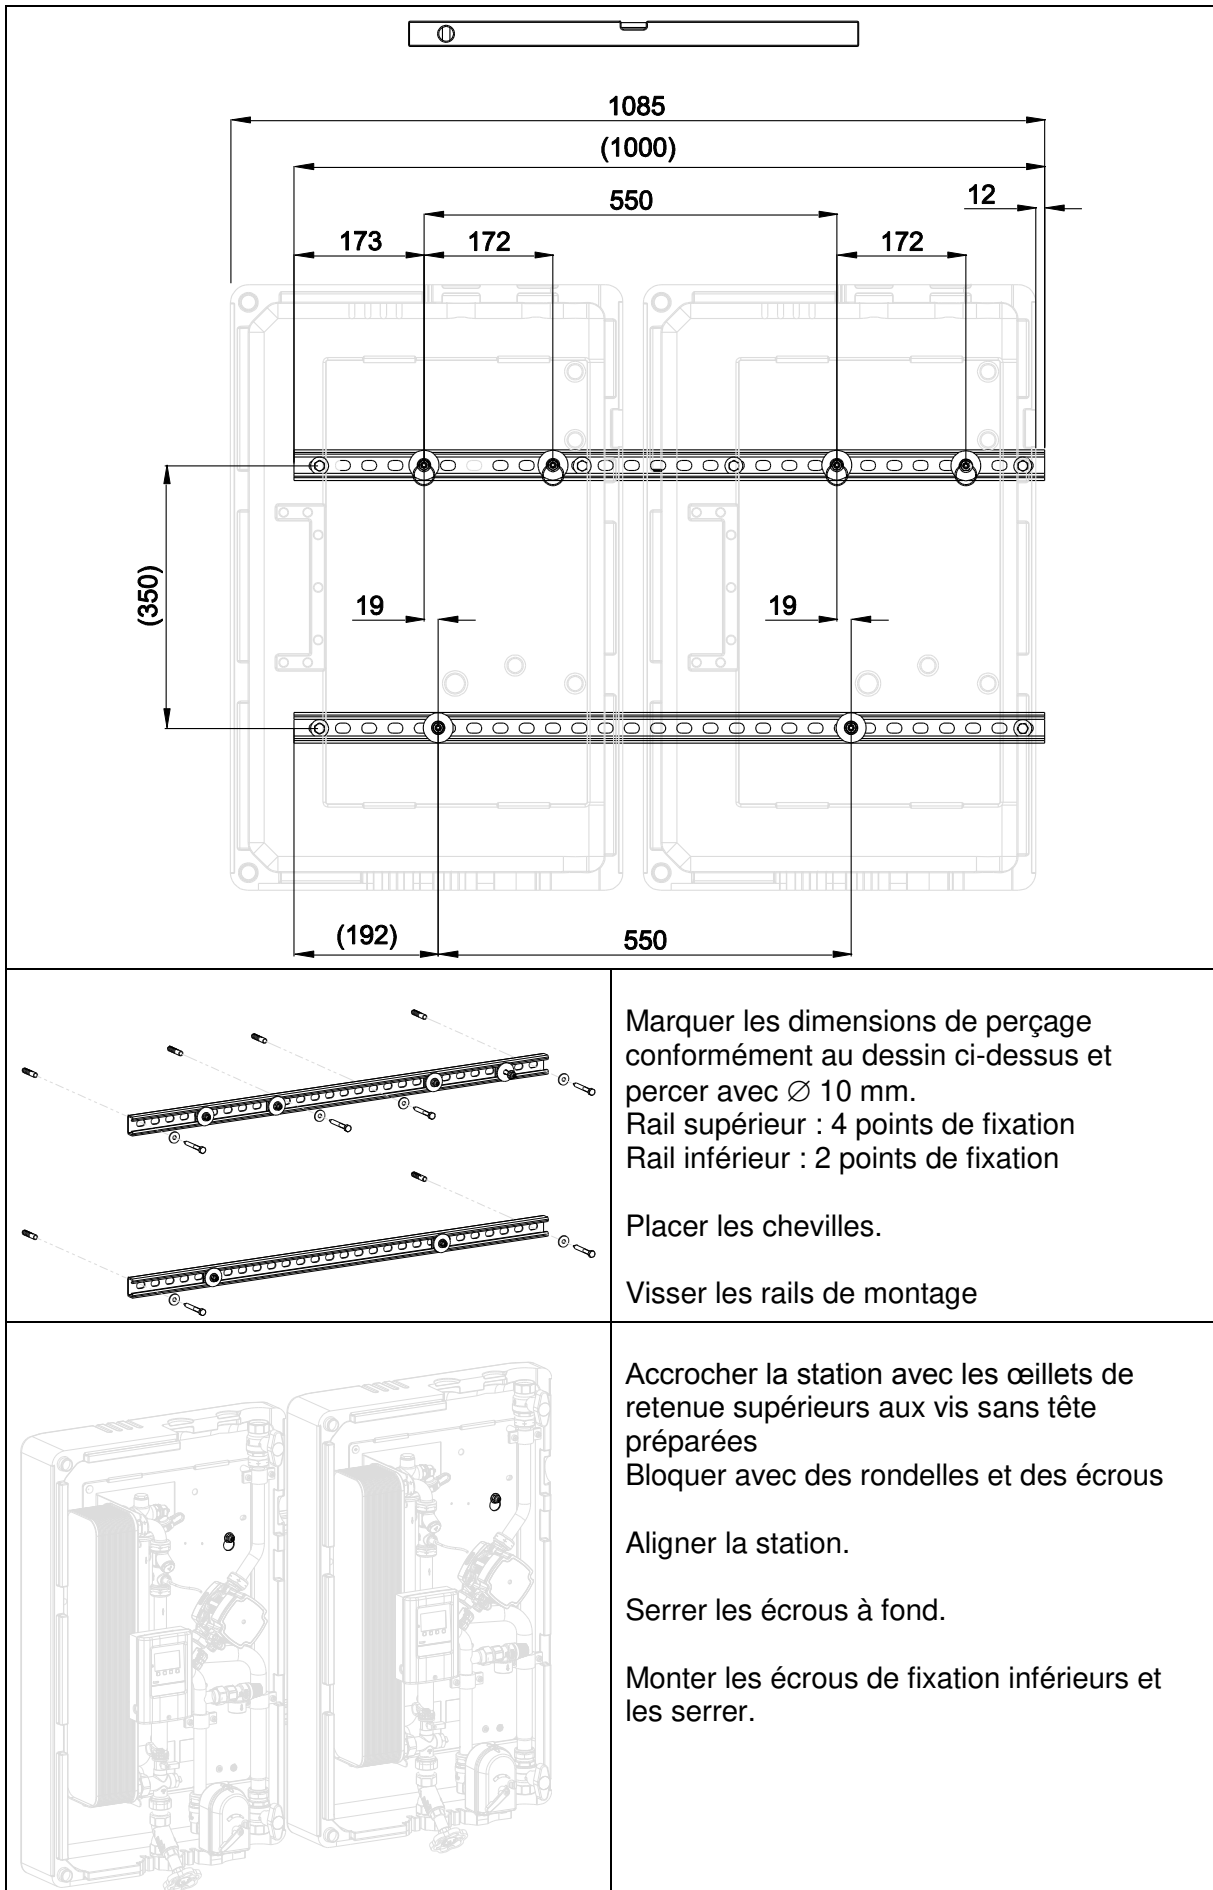 1085
(1000)
550
12
173
172
172
(350)
19
19
(192)
550
Marquer les dimensions de perçage
conformément au dessin ci-dessus et
percer avec ∅ 10 mm.
Rail supérieur : 4 points de fixation
Rail inférieur : 2 points de fixation
Placer les chevilles.
Visser les rails de montage
Accrocher la station avec les œillets de
retenue supérieurs aux vis sans tête
préparées
Bloquer avec des rondelles et des écrous
Aligner la station.
Serrer les écrous à fond.
Monter les écrous de fixation inférieurs et
les serrer.